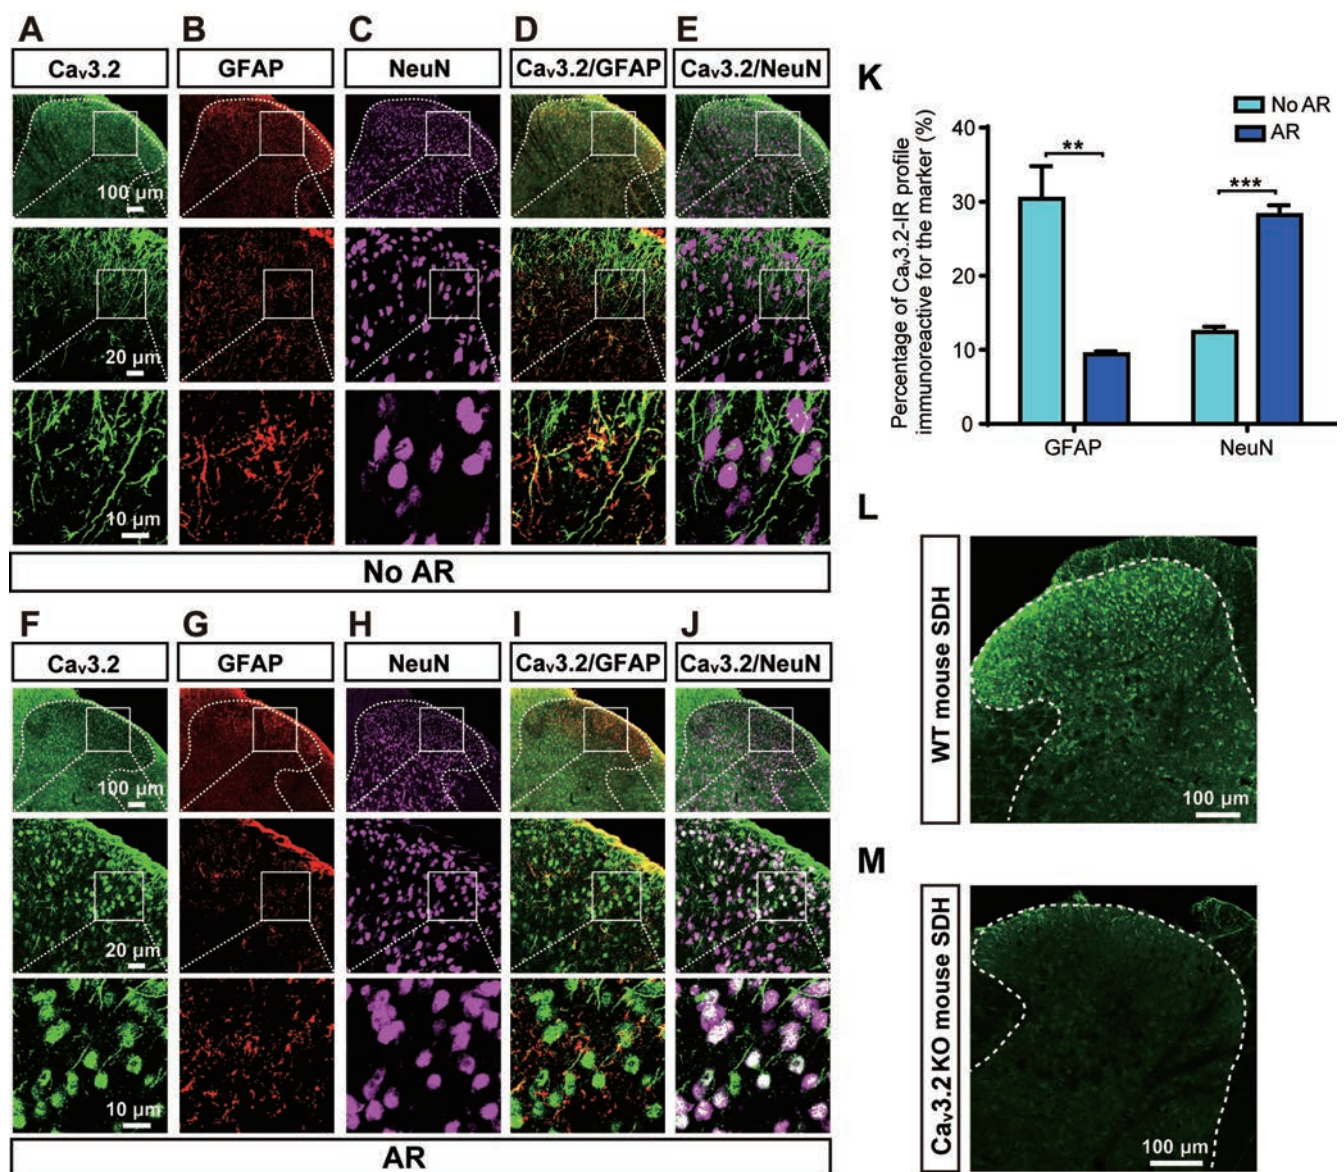 A B C D E
Cav3.2 GFAP NeuN Cav3.2/GFAP Cav3.2/NeuN
100 µm
20 µm
10 µm
No AR
F G H I J
Cav3.2 GFAP NeuN Cav3.2/GFAP Cav3.2/NeuN
100 µm
20 µm
10 µm
AR
K
No AR
AR
Percentage of Cav3.2-IR profile
immunoreactive for the marker (%)
40
30
20
10
0
**
***
GFAP NeuN
L
WT mouse SDH
100 µm
M
Cav3.2 KO mouse SDH
100 µm